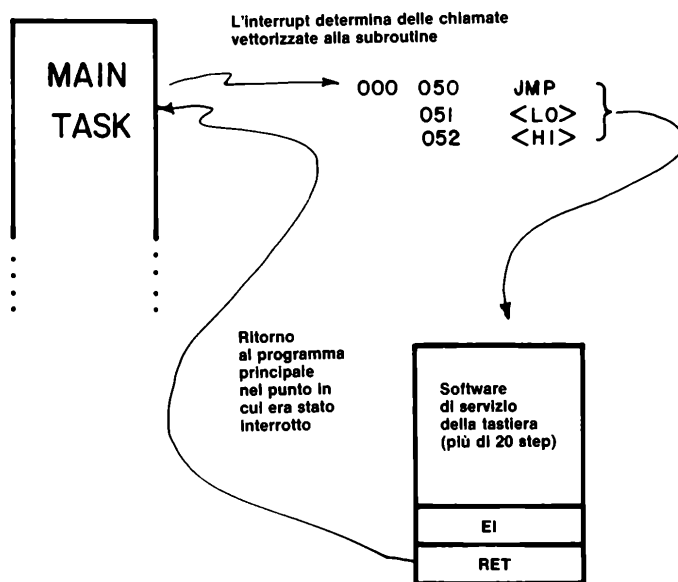 L'interrupt determina delle chiamate
vettorizzate alla subroutine
MAIN
TASK
000 050 JMP
051 <LO>
052 <HI>
Ritorno
al programma
principale
nel punto in
cui era stato
interrotto
Software
di servizio
della tastiera
(più di 20 step)
EI
RET